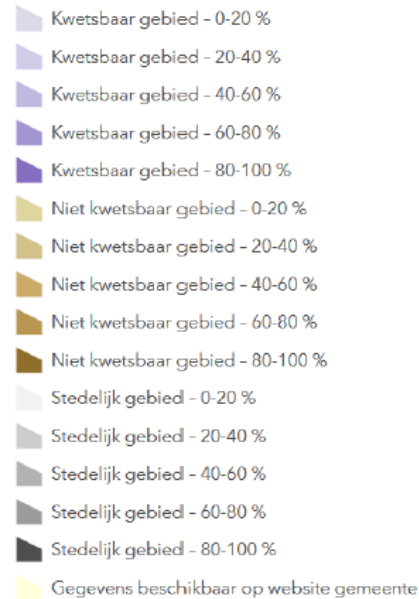 Kwetsbaar gebied - 0-20 %
Kwetsbaar gebied - 20-40 %
Kwetsbaar gebied - 40-60 %
Kwetsbaar gebied - 60-80 %
Kwetsbaar gebied - 80-100 %
Niet kwetsbaar gebied - 0-20 %
Niet kwetsbaar gebied - 20-40 %
Niet kwetsbaar gebied - 40-60 %
Niet kwetsbaar gebied - 60-80 %
Niet kwetsbaar gebied - 80-100 %
Stedelijk gebied - 0-20 %
Stedelijk gebied - 20-40 %
Stedelijk gebied - 40-60 %
Stedelijk gebied - 60-80 %
Stedelijk gebied - 80-100 %
Gegevens beschikbaar op website gemeente